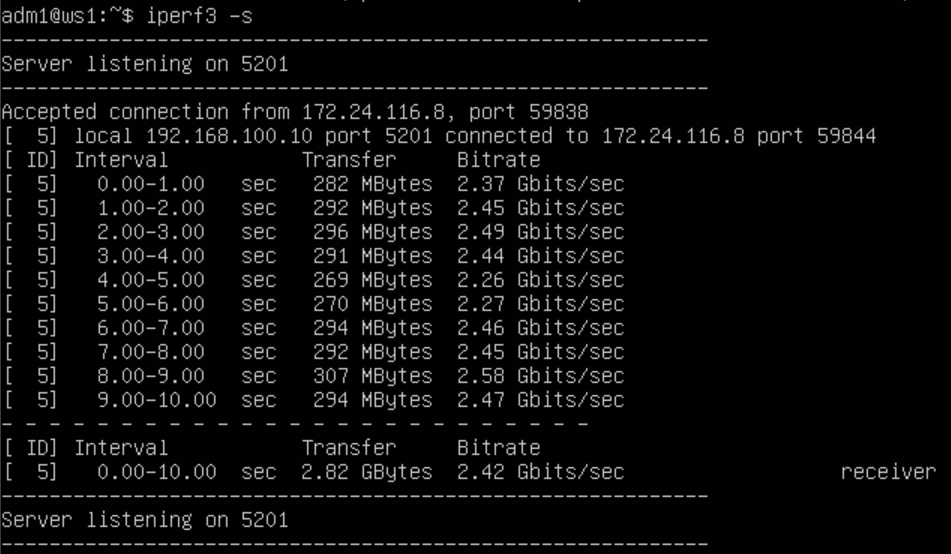 adm1@ws1:~$ iperf3 -s
-----------------------------------------------------------
Server listening on 5201
-----------------------------------------------------------
Accepted connection from 172.24.116.8, port 59838
[  5] local 192.168.100.10 port 5201 connected to 172.24.116.8 port 59844
[ ID] Interval           Transfer     Bitrate
[  5]   0.00-1.00   sec   282 MBytes  2.37 Gbits/sec
[  5]   1.00-2.00   sec   292 MBytes  2.45 Gbits/sec
[  5]   2.00-3.00   sec   296 MBytes  2.49 Gbits/sec
[  5]   3.00-4.00   sec   291 MBytes  2.44 Gbits/sec
[  5]   4.00-5.00   sec   269 MBytes  2.26 Gbits/sec
[  5]   5.00-6.00   sec   270 MBytes  2.27 Gbits/sec
[  5]   6.00-7.00   sec   294 MBytes  2.46 Gbits/sec
[  5]   7.00-8.00   sec   292 MBytes  2.45 Gbits/sec
[  5]   8.00-9.00   sec   307 MBytes  2.58 Gbits/sec
[  5]   9.00-10.00  sec   294 MBytes  2.47 Gbits/sec
- - - - - - - - - - - - - - - - - - - - - - - - -
[ ID] Interval           Transfer     Bitrate
[  5]   0.00-10.00  sec  2.82 GBytes  2.42 Gbits/sec                  receiver
-----------------------------------------------------------
Server listening on 5201
-----------------------------------------------------------